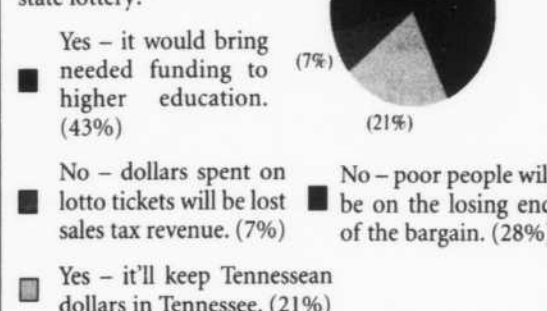 state lottery?
Yes – it would bring
needed funding to
higher education.
(43%)
(7%)
(21%)
No – dollars spent on
lotto tickets will be lost
sales tax revenue. (7%)
No – poor people will
be on the losing end
of the bargain. (28%)
Yes – it'll keep Tennessean
dollars in Tennessee. (21%)